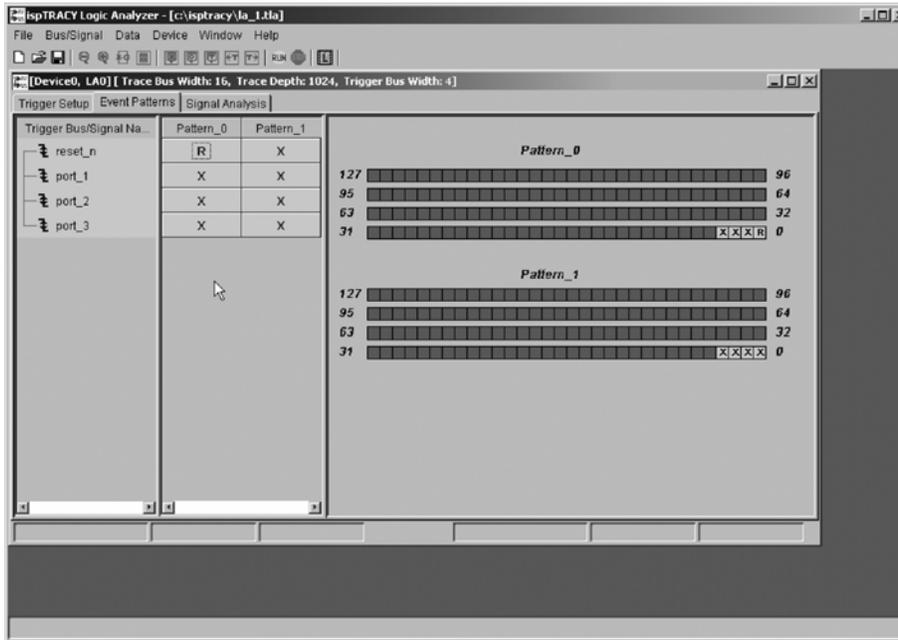 ispTRACY Logic Analyzer - [c:\isptracy\la_1.tla]
File Bus/Signal Data Device Window Help
RUN L
[Device0, LA0] [ Trace Bus Width: 16, Trace Depth: 1024, Trigger Bus Width: 4]
Trigger Setup Event Patterns Signal Analysis
Trigger Bus/Signal Na... Pattern_0 Pattern_1
reset_n R X
port_1 X X
port_2 X X
port_3 X X
Pattern_0
127 96
95 64
63 32
31 X X X R 0
Pattern_1
127 96
95 64
63 32
31 X X X X 0